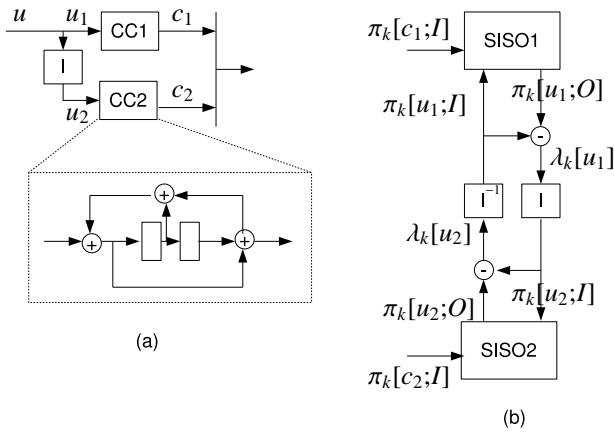 u
u₁
CC1
c₁
I
CC2
c₂
u₂
+
+
+
(a)
πₖ[c₁;I]
SISO1
πₖ[u₁;I]
πₖ[u₁;O]
-
λₖ[u₁]
I⁻¹
I
λₖ[u₂]
-
πₖ[u₂;O]
πₖ[u₂;I]
SISO2
πₖ[c₂;I]
(b)